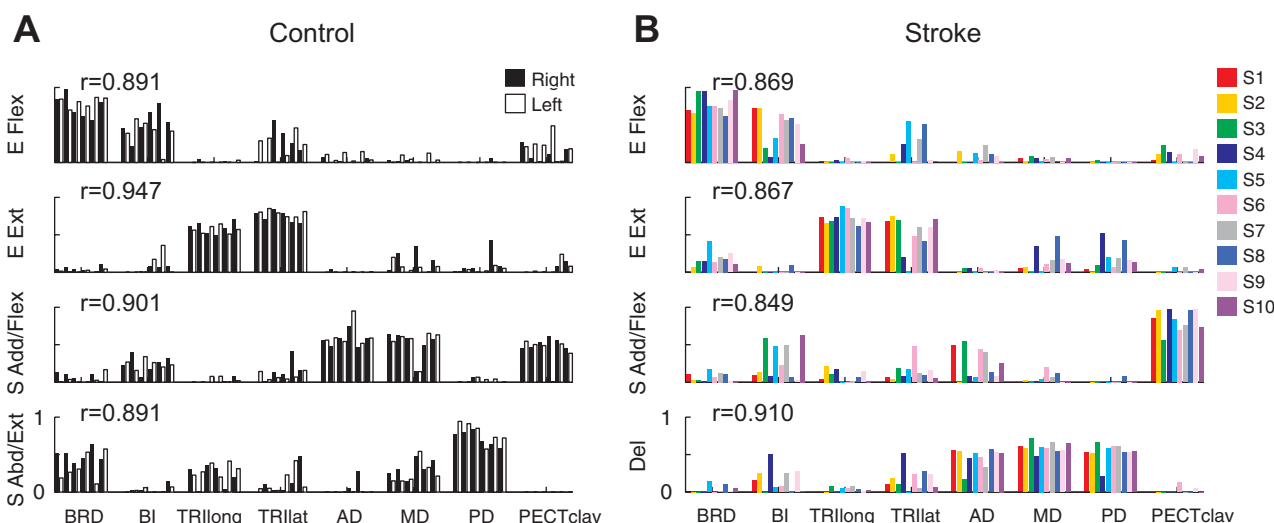 A
Control
B
Stroke
E Flex
r=0.891
Right
Left
E Ext
r=0.947
S Add/Flex
r=0.901
S Abd/Ext
1
0
r=0.891
BRD BI TRIlong TRIlat AD MD PD PECTclav
r=0.869
E Flex
r=0.867
E Ext
r=0.849
S Add/Flex
r=0.910
Del
1
0
BRD BI TRIlong TRIlat AD MD PD PECTclav
S1
S2
S3
S4
S5
S6
S7
S8
S9
S10